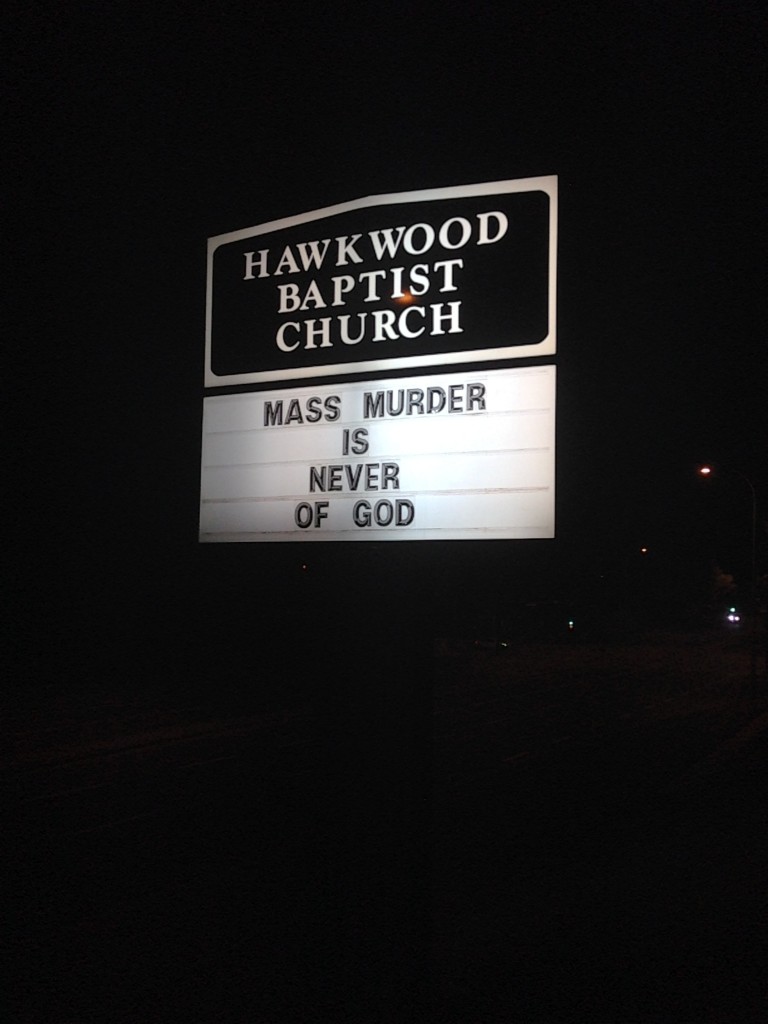 HAWKWOOD
BAPTIST
CHURCH
MASS MURDER
IS
NEVER
OF GOD